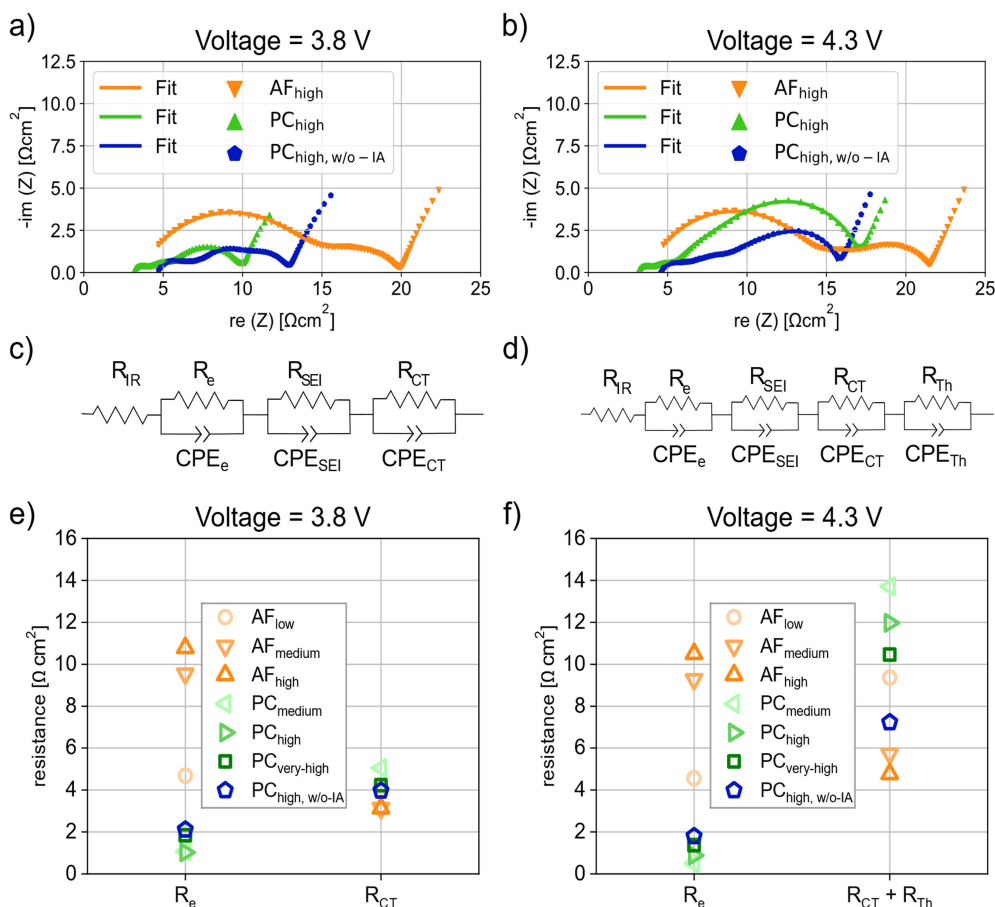 a)
Voltage = 3.8 V
-im (Z) [Ωcm²]
12.5
10.0
7.5
5.0
2.5
0.0
Fit
Fit
Fit
AF_high
PC_high
PC_high, w/o − IA
0 5 10 15 20 25
re (Z) [Ωcm²]
b)
Voltage = 4.3 V
-im (Z) [Ωcm²]
12.5
10.0
7.5
5.0
2.5
0.0
Fit
Fit
Fit
AF_high
PC_high
PC_high, w/o − IA
0 5 10 15 20 25
re (Z) [Ωcm²]
c)
R_IR R_e R_SEI R_CT
CPE_e CPE_SEI CPE_CT
d)
R_IR R_e R_SEI R_CT R_Th
CPE_e CPE_SEI CPE_CT CPE_Th
e)
Voltage = 3.8 V
resistance [Ω cm²]
16
14
12
10
8
6
4
2
0
AF_low
AF_medium
AF_high
PC_medium
PC_high
PC_very-high
PC_high, w/o-IA
R_e R_CT
f)
Voltage = 4.3 V
resistance [Ω cm²]
16
14
12
10
8
6
4
2
0
AF_low
AF_medium
AF_high
PC_medium
PC_high
PC_very-high
PC_high, w/o-IA
R_e R_CT + R_Th